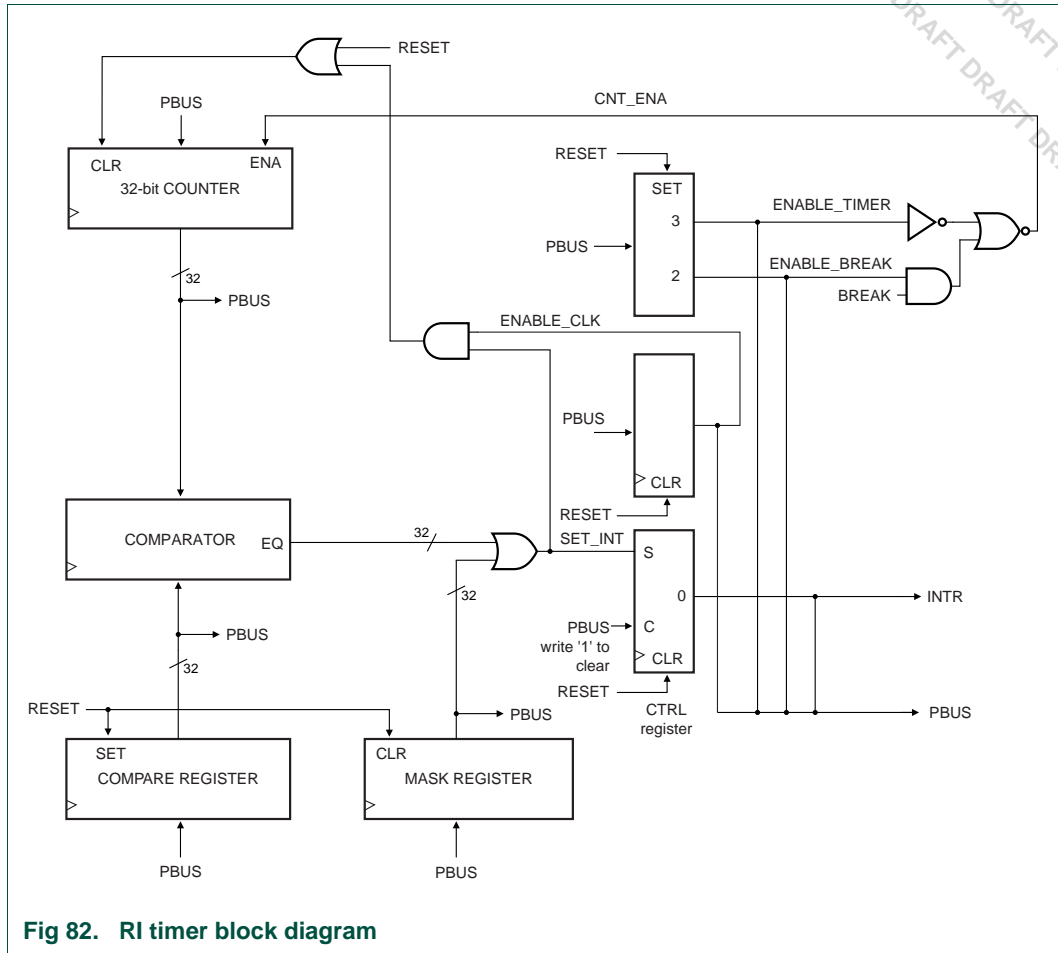 DRAFT
DRAFT DRAFT
RESET
PBUS
CNT_ENA
CLR
ENA
32-bit COUNTER
RESET
SET
3
ENABLE_TIMER
PBUS
2
ENABLE_BREAK
BREAK
32
PBUS
ENABLE_CLK
PBUS
CLR
RESET
COMPARATOR
EQ
32
SET_INT
S
0
INTR
32
PBUS
write '1' to
clear
C
CLR
PBUS
32
RESET
CTRL
register
RESET
PBUS
PBUS
SET
COMPARE REGISTER
CLR
MASK REGISTER
PBUS
PBUS
Fig 82. RI timer block diagram